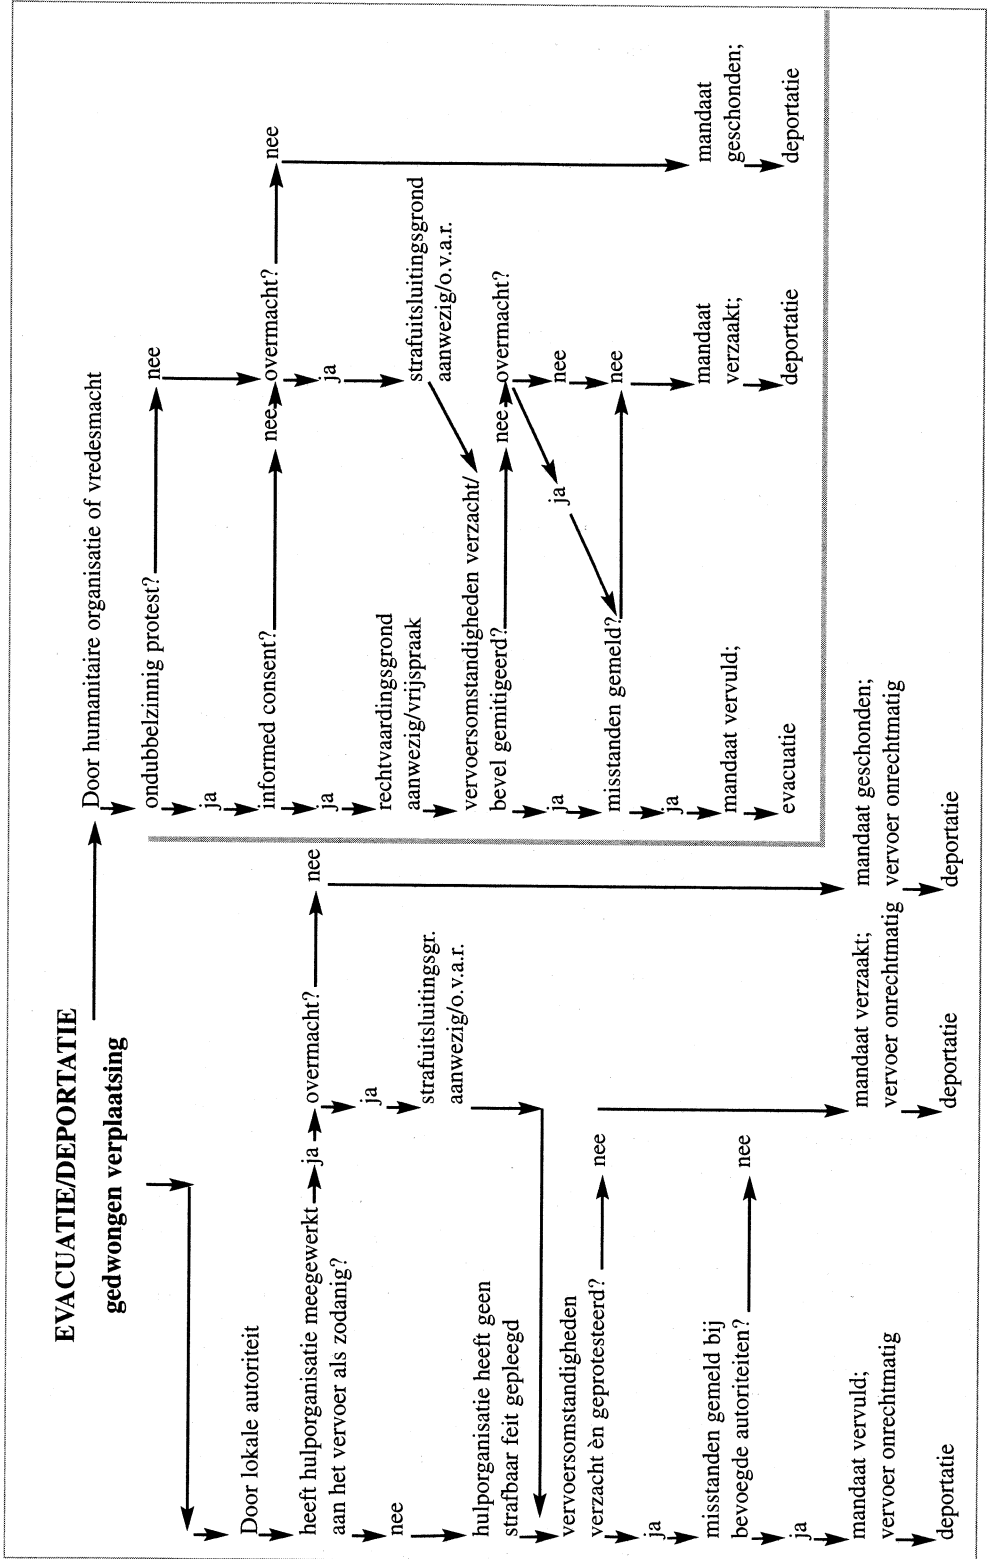 EVACUATIE/DEPORTATIE
gedwongen verplaatsing
Door lokale autoriteit
heeft hulporganisatie meegewerkt
aan het vervoer als zodanig?
ja
overmacht?
nee
nee
ja
strafuitsluitingsgr.
aanwezig/o.v.a.r.
hulporganisatie heeft geen
strafbaar feit gepleegd
vervoersomstandigheden
verzacht èn geprotesteerd?
nee
ja
misstanden gemeld bij
bevoegde autoriteiten?
nee
ja
mandaat vervuld;
vervoer onrechtmatig
deportatie
mandaat verzaakt;
vervoer onrechtmatig
deportatie
mandaat geschonden;
vervoer onrechtmatig
deportatie
Door humanitaire organisatie of vredesmacht
ondubbelzinnig protest?
nee
ja
informed consent?
nee
overmacht?
nee
ja
ja
rechtvaardingsgrond
aanwezig/vrijspraak
strafuitsluitingsgrond
aanwezig/o.v.a.r.
vervoersomstandigheden verzacht/
bevel gemitigeerd?
nee
overmacht?
ja
ja
nee
misstanden gemeld?
nee
ja
mandaat vervuld;
evacuatie
mandaat
verzaakt;
deportatie
mandaat
geschonden;
deportatie